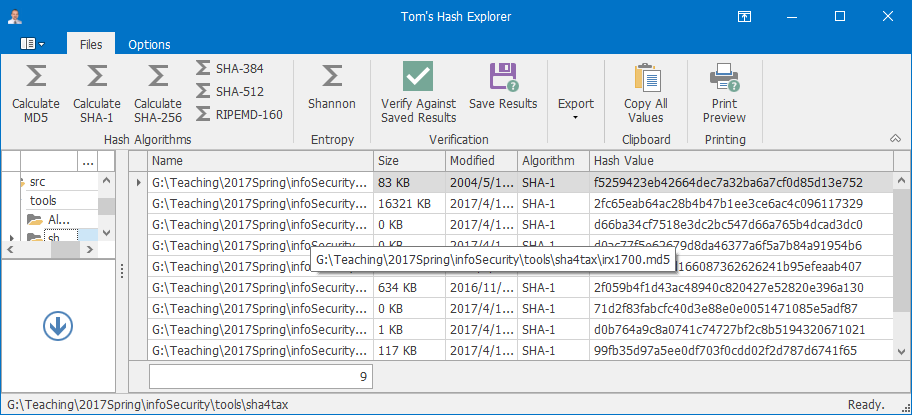 Tom's Hash Explorer
Files Options
Calculate MD5
Calculate SHA-1
Calculate SHA-256
SHA-384
SHA-512
RIPEMD-160
Hash Algorithms
Shannon
Entropy
Verify Against Saved Results
Save Results
Verification
Export
Copy All Values
Clipboard
Print Preview
Printing
...
src
tools
Al...
sh
Name Size Modified Algorithm Hash Value
G:\Teaching\2017Spring\infoSecurity... 83 KB 2004/5/1... SHA-1 f5259423eb42664dec7a32ba6a7cf0d85d13e752
G:\Teaching\2017Spring\infoSecurity... 16321 KB 2017/4/1... SHA-1 2fc65eab64ac28b4b47b1ee3ce6ac4c096117329
G:\Teaching\2017Spring\infoSecurity... 0 KB 2017/4/1... SHA-1 d66ba34cf7518e3dc2bc547d66a765b4dcad3dc0
G:\Teaching\2017Spring\infoSecurity... 0 KB 2017/4/1... SHA-1 d0ac77f5e62679d8da46377a6f5a7b84a91954b6
G:\Teaching\2017Spring\infoSecurity\tools\sha4tax\irx1700.md5
G:\Teaching\2017Spring 166087362626241b95efeaab407
G:\Teaching\2017Spring\infoSecurity... 634 KB 2016/11/... SHA-1 2f059b4f1d43ac48940c820427e52820e396a130
G:\Teaching\2017Spring\infoSecurity... 0 KB 2017/4/1... SHA-1 71d2f83fabcfc40d3e88e0e0051471085e5adf87
G:\Teaching\2017Spring\infoSecurity... 1 KB 2017/4/1... SHA-1 d0b764a9c8a0741c74727bf2c8b5194320671021
G:\Teaching\2017Spring\infoSecurity... 117 KB 2017/4/1... SHA-1 99fb35d97a5ee0df703f0cdd02f2d787d6741f65
9
G:\Teaching\2017Spring\infoSecurity\tools\sha4tax Ready.